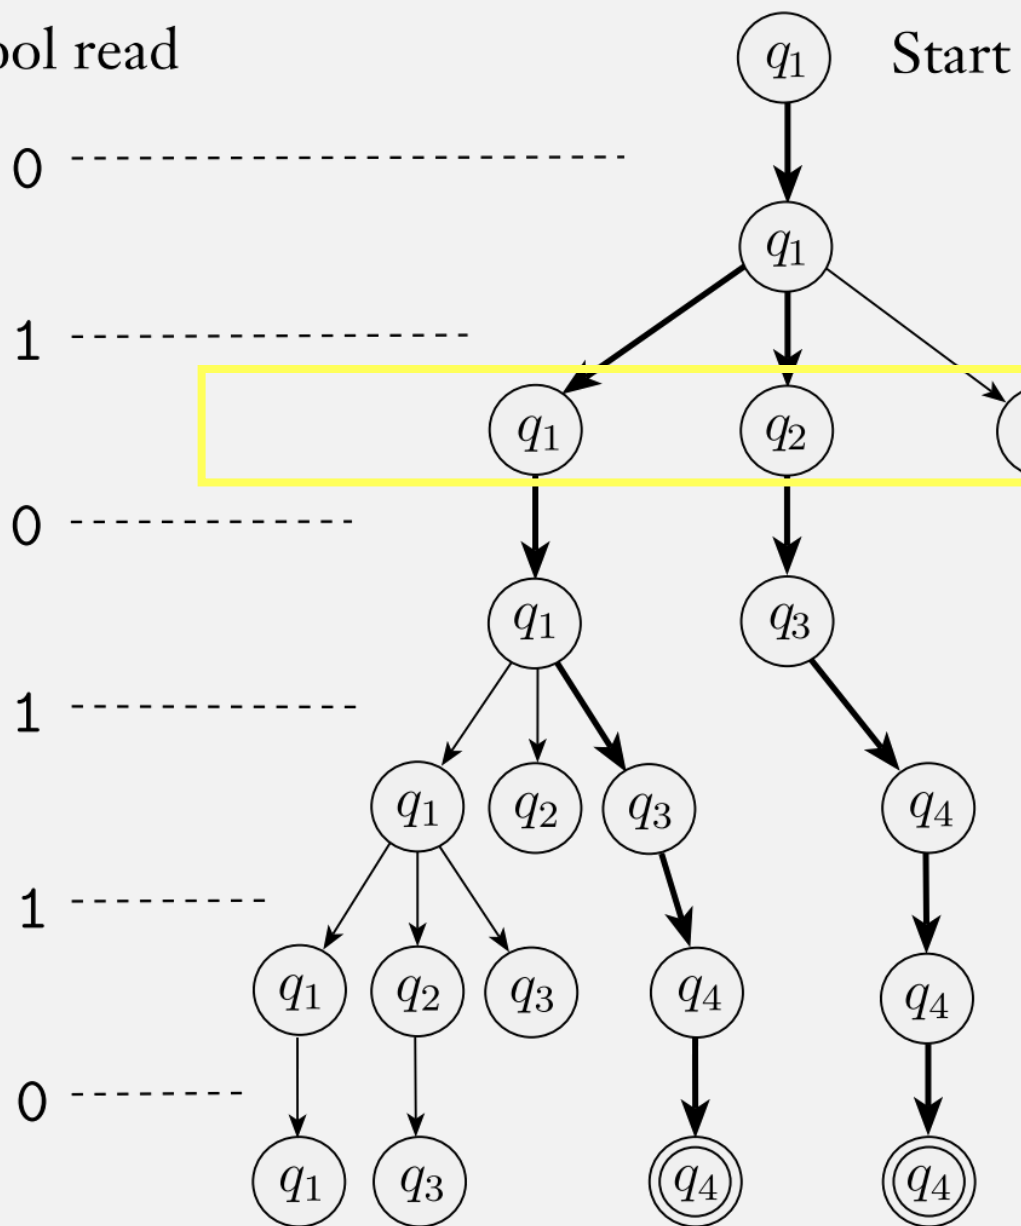 ool read
q₁ Start
0
q₁
1
q₁ q₂
0
q₁ q₃
1
q₁ q₂ q₃ q₄
1
q₁ q₂ q₃ q₄ q₄
0
q₁ q₃ q₄ q₄